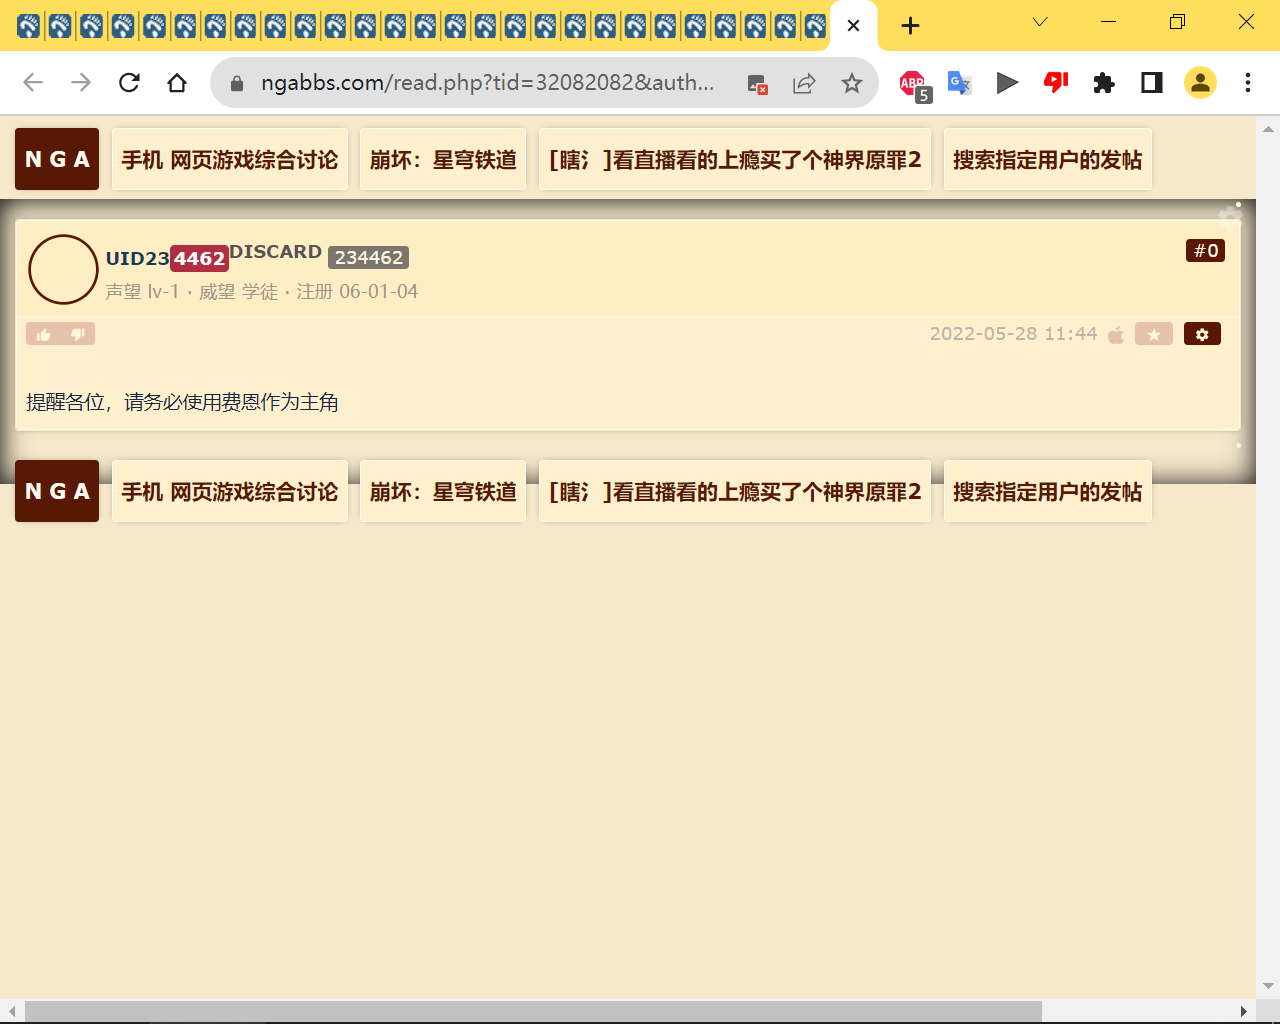 ngabbs.com/read.php?tid=32082082&auth...
ABP
5
N G A
手机 网页游戏综合讨论
崩坏：星穹铁道
[瞎氵]看直播看的上瘾买了个神界原罪2
搜索指定用户的发帖
UID234462DISCARD 234462
#0
声望 lv-1 · 威望 学徒 · 注册 06-01-04
2022-05-28 11:44
提醒各位，请务必使用费恩作为主角
N G A
手机 网页游戏综合讨论
崩坏：星穹铁道
[瞎氵]看直播看的上瘾买了个神界原罪2
搜索指定用户的发帖